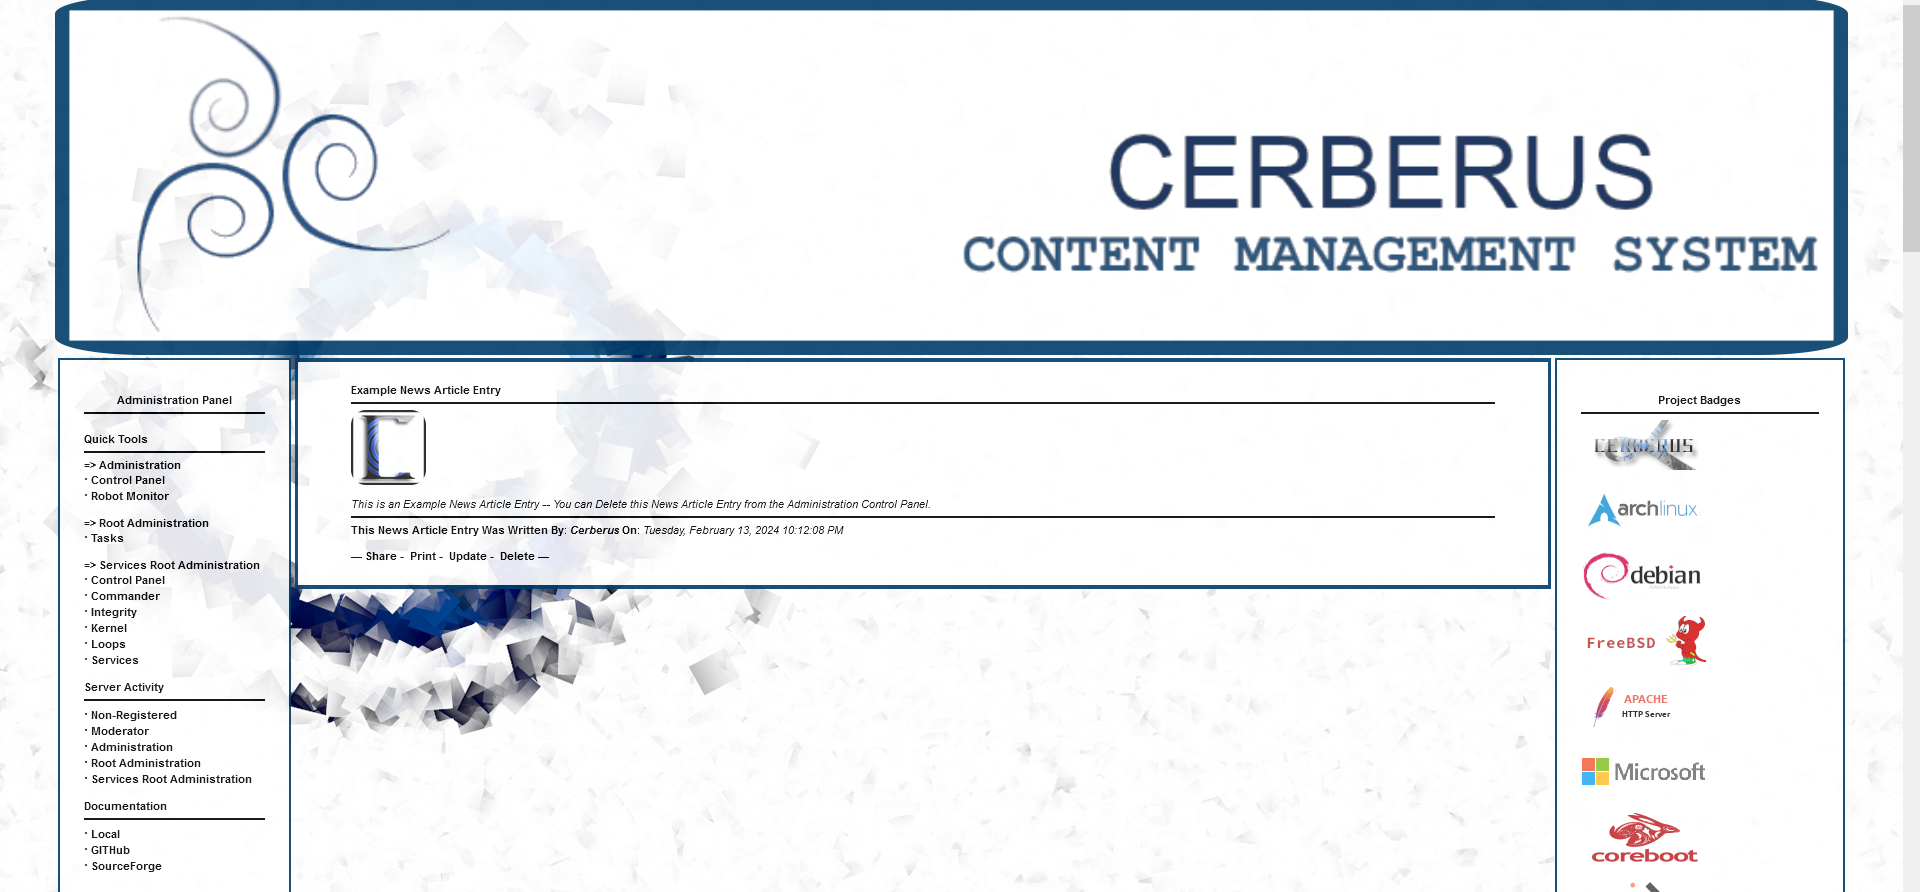 CERBERUS
CONTENT MANAGEMENT SYSTEM
Administration Panel
Quick Tools
=> Administration
· Control Panel
· Robot Monitor
=> Root Administration
· Tasks
=> Services Root Administration
· Control Panel
· Commander
· Integrity
· Kernel
· Loops
· Services
Server Activity
· Non-Registered
· Moderator
· Administration
· Root Administration
· Services Root Administration
Documentation
· Local
· GITHub
· SourceForge
Example News Article Entry
This is an Example News Article Entry -- You can Delete this News Article Entry from the Administration Control Panel.
This News Article Entry Was Written By: Cerberus On: Tuesday, February 13, 2024 10:12:08 PM
— Share - Print - Update - Delete —
Project Badges
CERBERUS
archlinux
debian
FreeBSD
APACHE
HTTP Server
Microsoft
coreboot